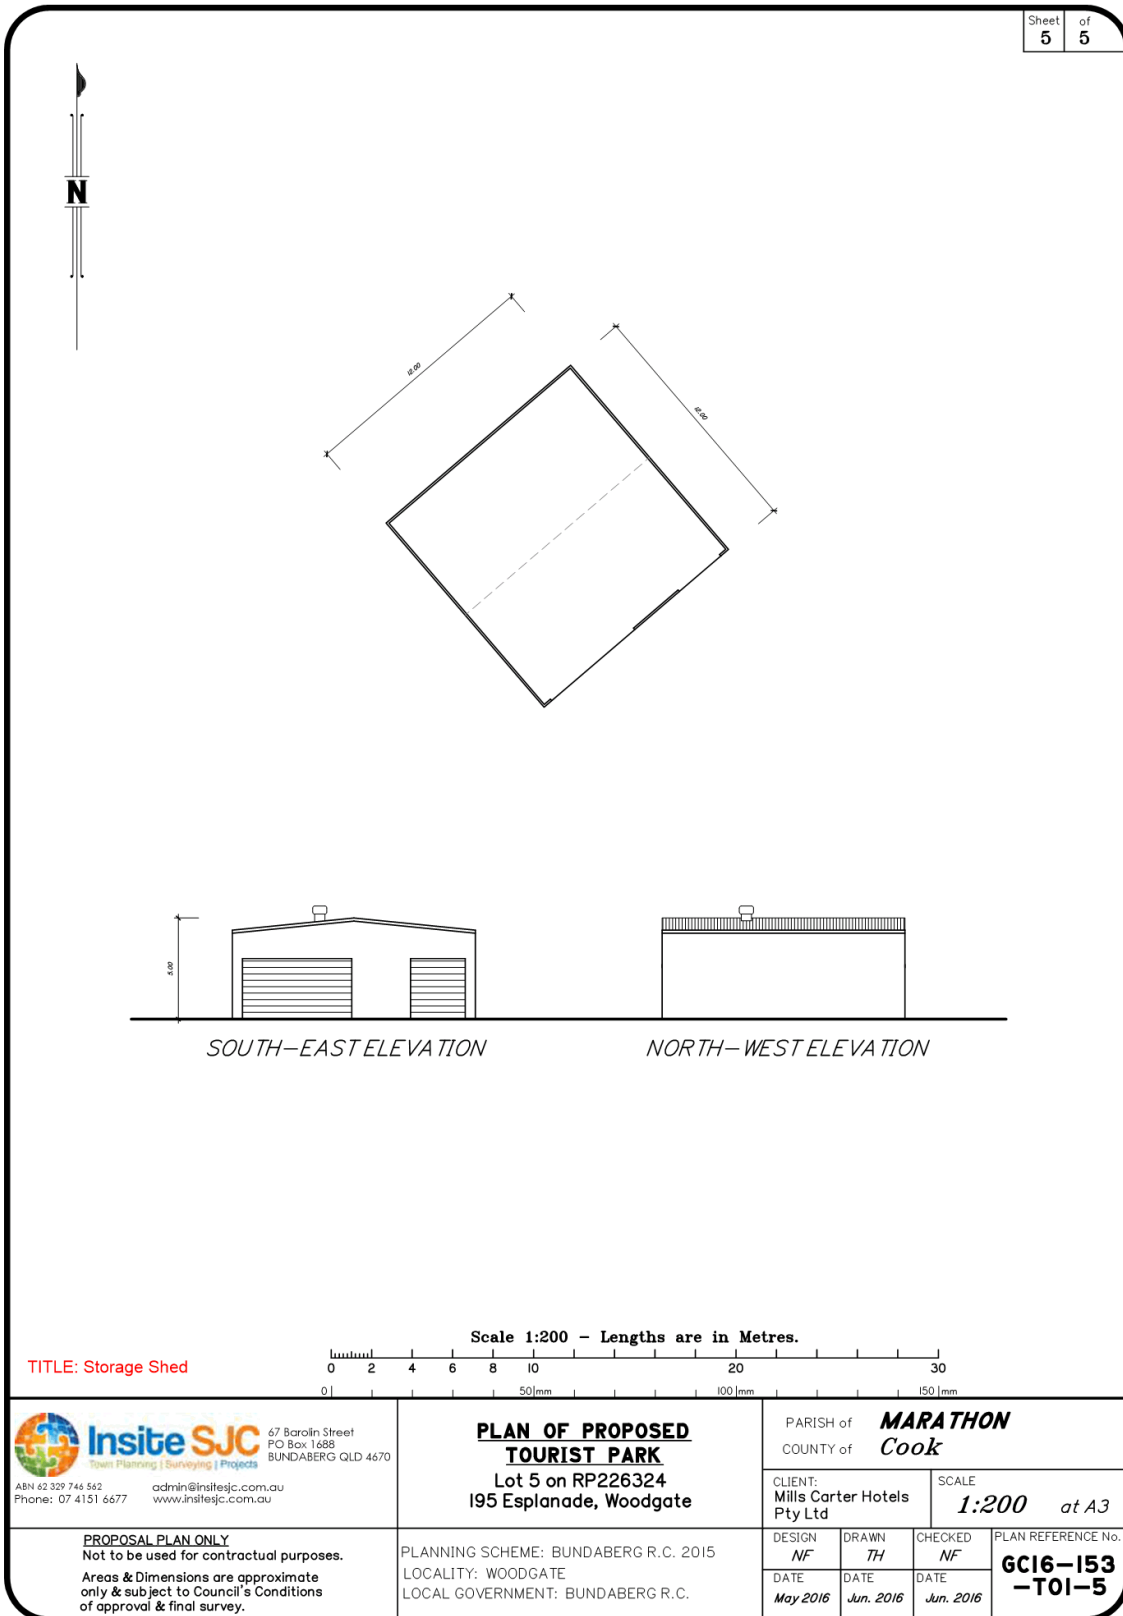 Sheet of
5 5
N
12.00
12.00
5.00
SOUTH-EAST ELEVATION
NORTH-WEST ELEVATION
Scale 1:200 - Lengths are in Metres.
0 2 4 6 8 10 20 30
0 50 mm 100 mm 150 mm
TITLE: Storage Shed
Insite SJC
Town Planning | Surveying | Projects
67 Barolin Street
PO Box 1688
BUNDABERG QLD 4670
ABN 62 329 746 562
Phone: 07 4151 6677
admin@insitesjc.com.au
www.insitesjc.com.au
PROPOSAL PLAN ONLY
Not to be used for contractual purposes.
Areas & Dimensions are approximate
only & subject to Council's Conditions
of approval & final survey.
PLAN OF PROPOSED
TOURIST PARK
Lot 5 on RP226324
195 Esplanade, Woodgate
PLANNING SCHEME: BUNDABERG R.C. 2015
LOCALITY: WOODGATE
LOCAL GOVERNMENT: BUNDABERG R.C.
PARISH of MARATHON
COUNTY of Cook
CLIENT:
Mills Carter Hotels
Pty Ltd
SCALE
1:200 at A3
DESIGN
NF
DRAWN
TH
CHECKED
NF
DATE
May 2016
DATE
Jun. 2016
DATE
Jun. 2016
PLAN REFERENCE No.
GC16-153
-T01-5